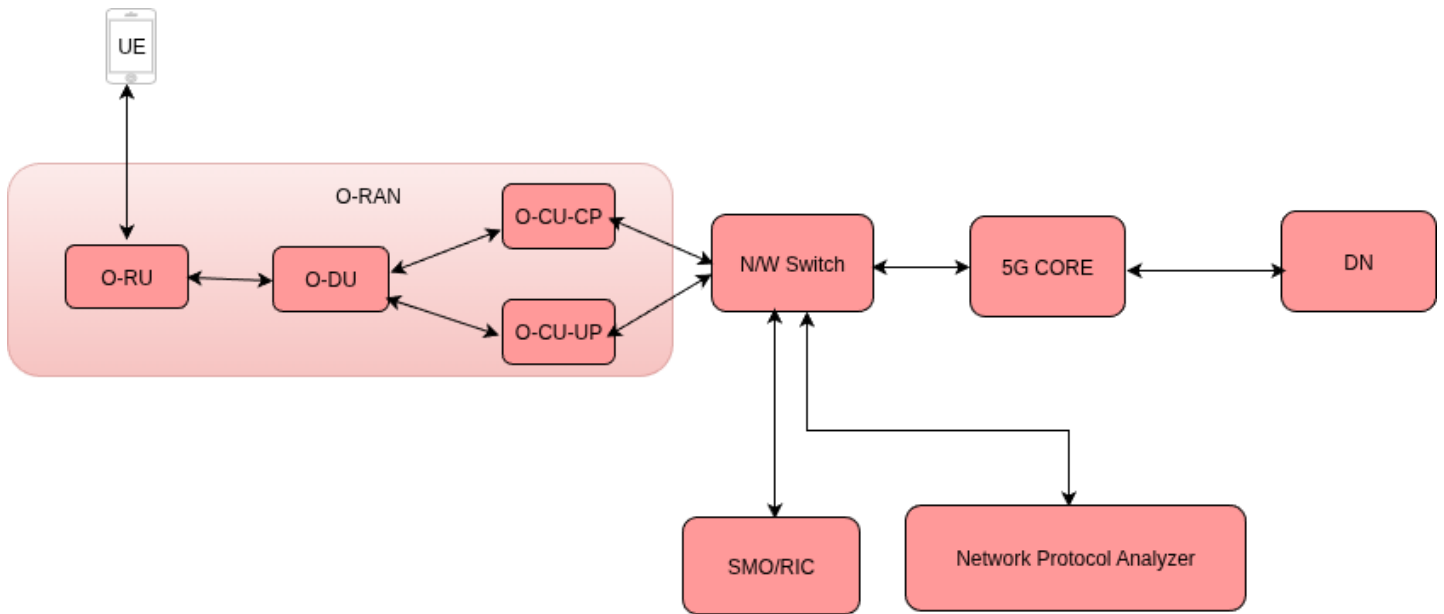 UE
O-RAN
O-RU
O-DU
O-CU-CP
O-CU-UP
N/W Switch
5G CORE
DN
SMO/RIC
Network Protocol Analyzer